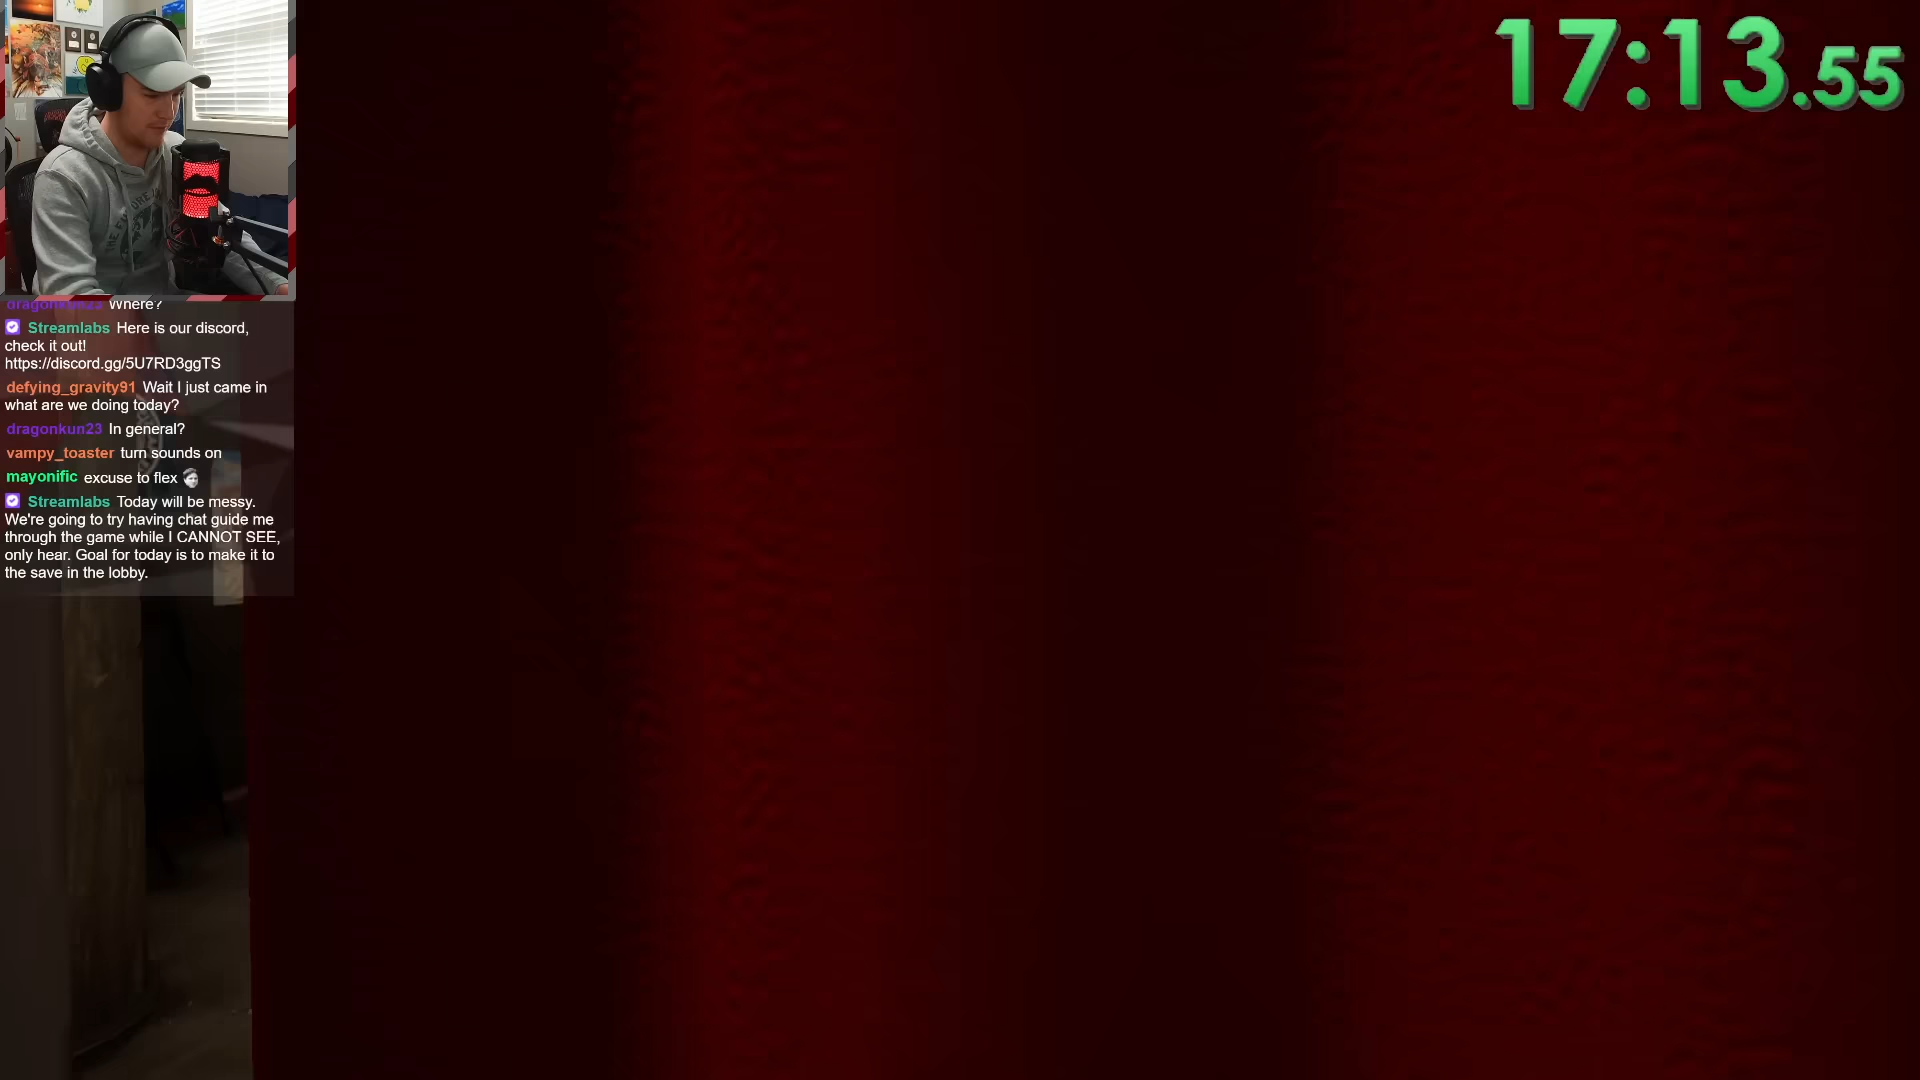 17:13.55
dragonkun23 Where?
Streamlabs Here is our discord,
check it out!
https://discord.gg/5U7RD3ggTS
defying_gravity91 Wait I just came in
what are we doing today?
dragonkun23 In general?
vampy_toaster turn sounds on
mayonific excuse to flex
Streamlabs Today will be messy.
We're going to try having chat guide me
through the game while I CANNOT SEE,
only hear. Goal for today is to make it to
the save in the lobby.